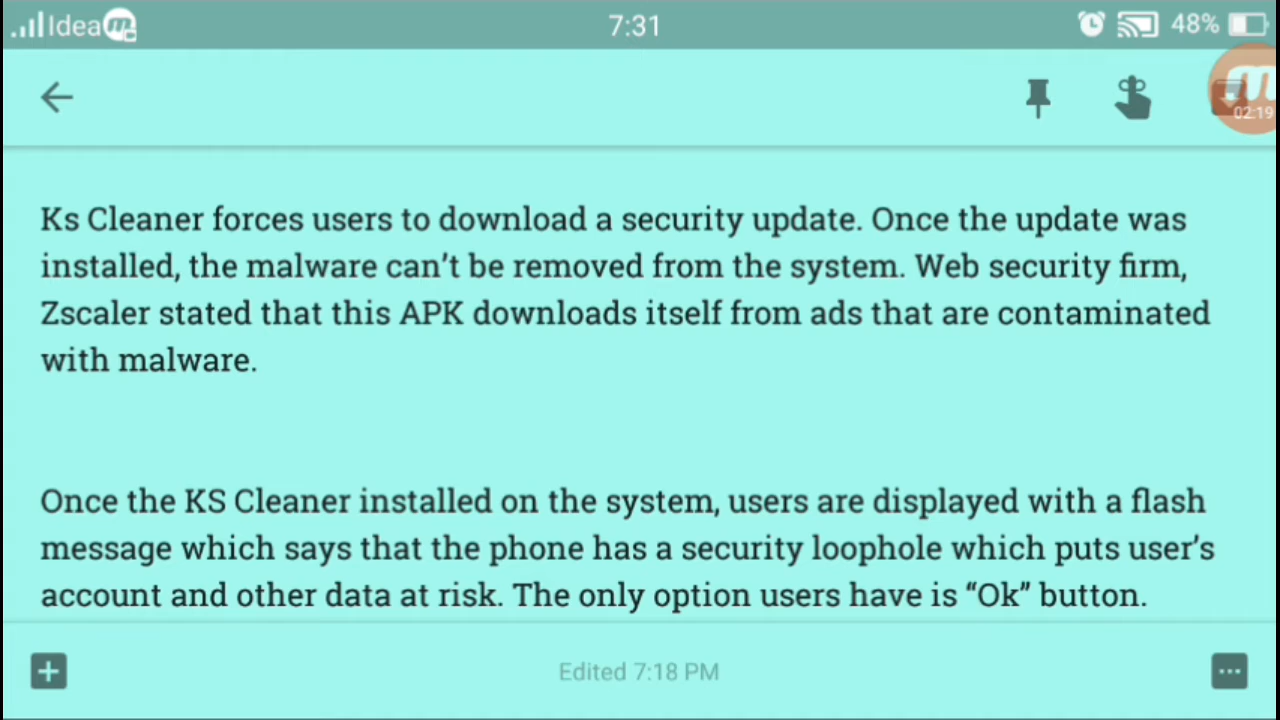 Idea 7:31 48%
02:19
Ks Cleaner forces users to download a security update. Once the update was
installed, the malware can't be removed from the system. Web security firm,
Zscaler stated that this APK downloads itself from ads that are contaminated
with malware.
Once the KS Cleaner installed on the system, users are displayed with a flash
message which says that the phone has a security loophole which puts user's
account and other data at risk. The only option users have is “Ok” button.
Edited 7:18 PM